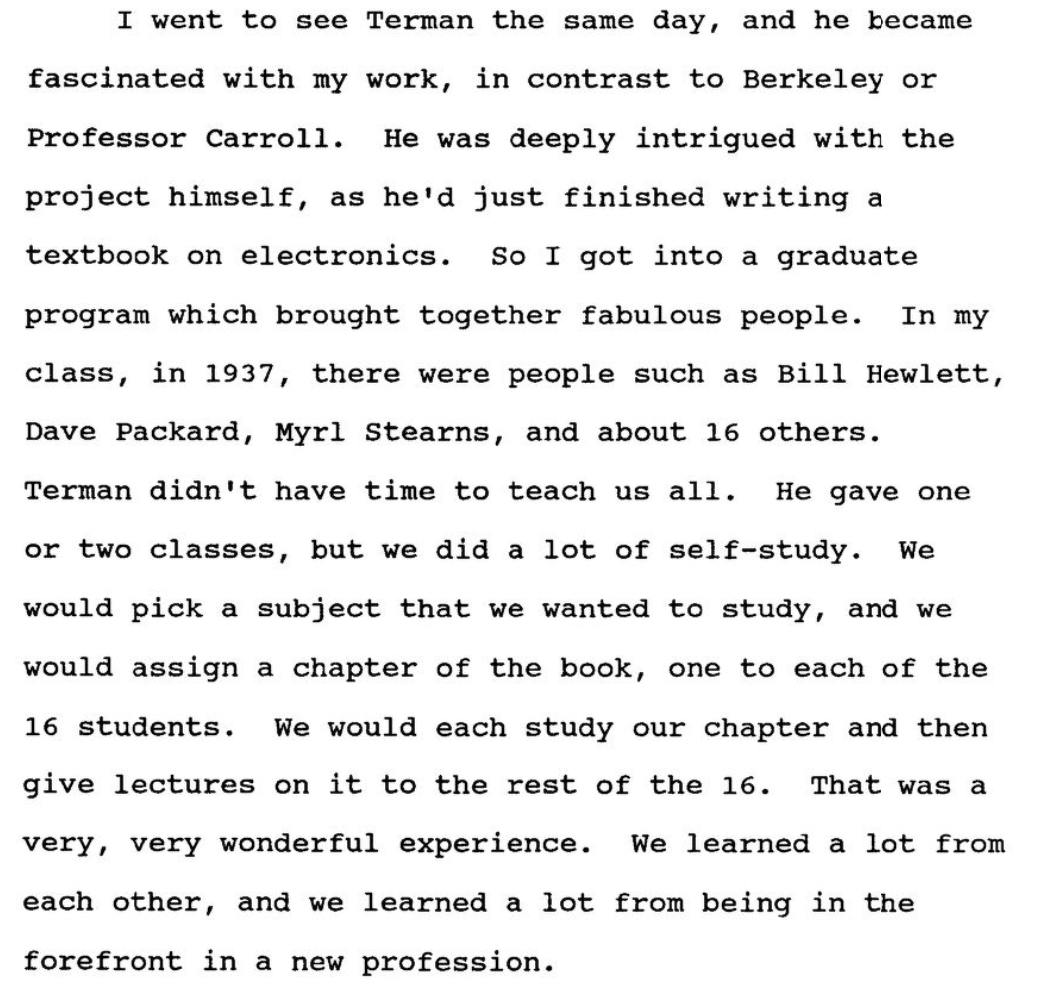 I went to see Terman the same day, and he became
fascinated with my work, in contrast to Berkeley or
Professor Carroll.  He was deeply intrigued with the
project himself, as he'd just finished writing a
textbook on electronics.  So I got into a graduate
program which brought together fabulous people.  In my
class, in 1937, there were people such as Bill Hewlett,
Dave Packard, Myrl Stearns, and about 16 others.
Terman didn't have time to teach us all.  He gave one
or two classes, but we did a lot of self-study.  We
would pick a subject that we wanted to study, and we
would assign a chapter of the book, one to each of the
16 students.  We would each study our chapter and then
give lectures on it to the rest of the 16.  That was a
very, very wonderful experience.  We learned a lot from
each other, and we learned a lot from being in the
forefront in a new profession.